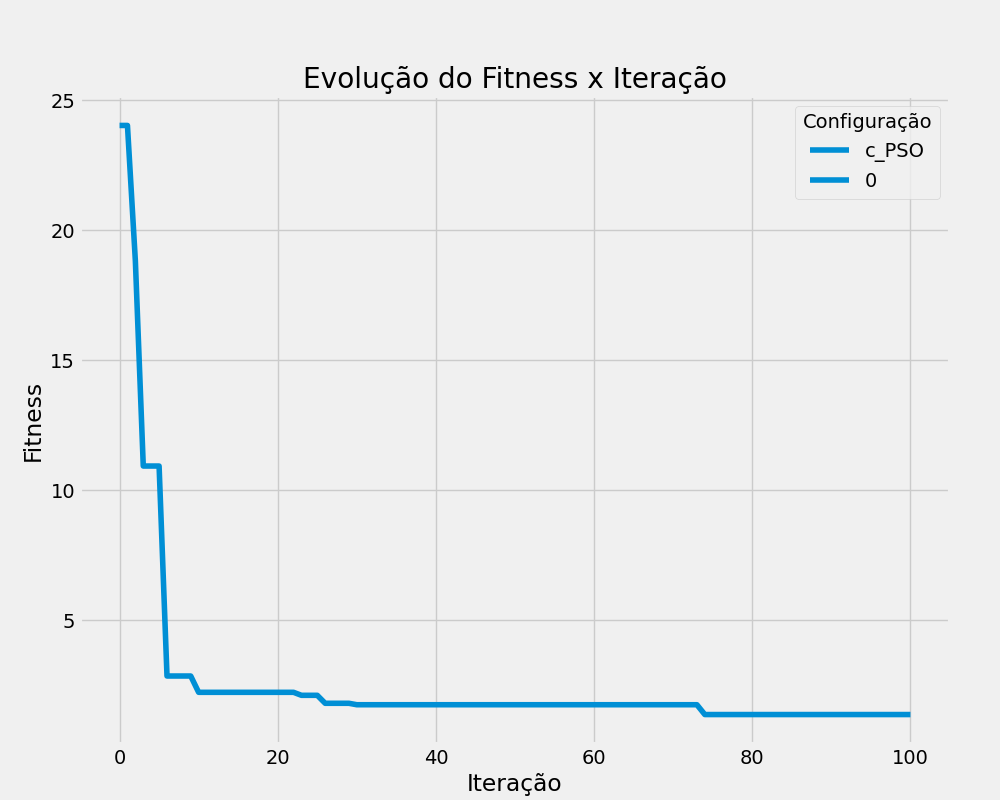 Evolução do Fitness x Iteração
Configuração
c_PSO
0
Fitness
25
20
15
10
5
0 20 40 60 80 100
Iteração